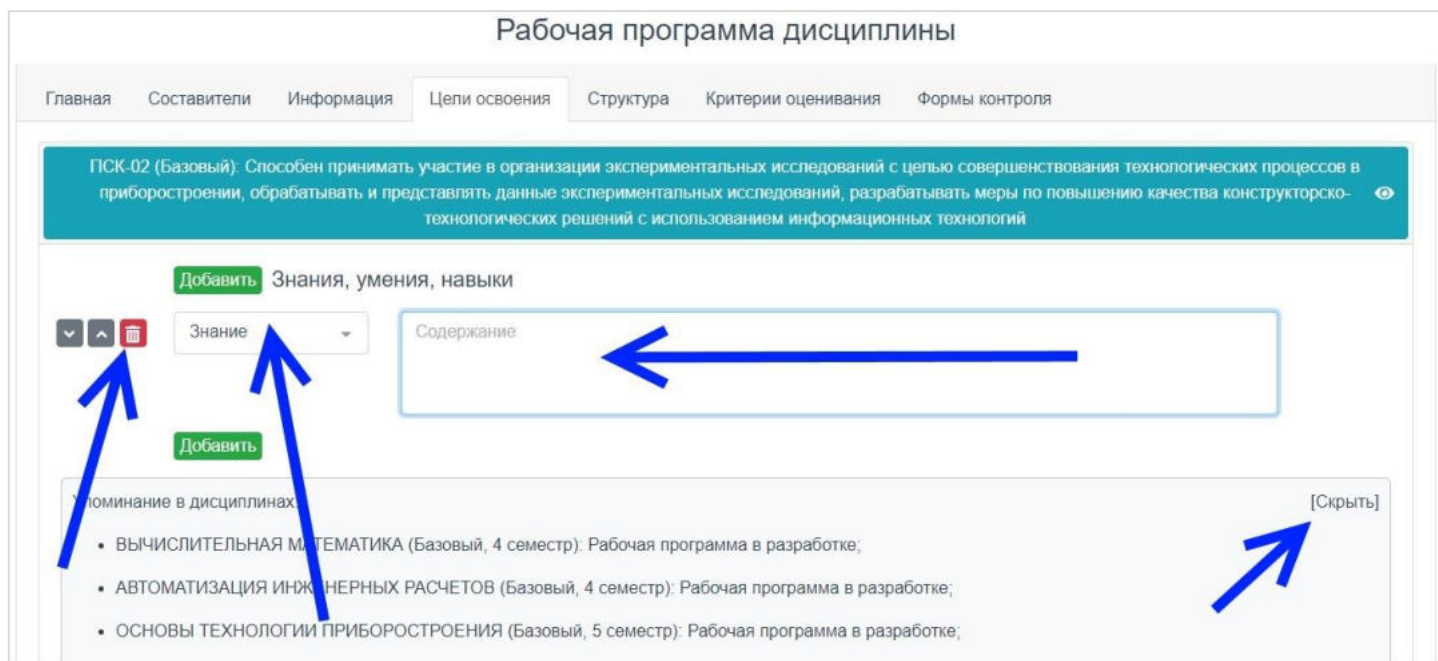 Рабочая программа дисциплины
Главная Составители Информация Цели освоения Структура Критерии оценивания Формы контроля
ПСК-02 (Базовый): Способен принимать участие в организации экспериментальных исследований с целью совершенствования технологических процессов в
приборостроении, обрабатывать и представлять данные экспериментальных исследований, разрабатывать меры по повышению качества конструкторско-
технологических решений с использованием информационных технологий
Добавить Знания, умения, навыки
Знание Содержание
Добавить
Упоминание в дисциплинах: [Скрыть]
• ВЫЧИСЛИТЕЛЬНАЯ МАТЕМАТИКА (Базовый, 4 семестр): Рабочая программа в разработке;
• АВТОМАТИЗАЦИЯ ИНЖЕНЕРНЫХ РАСЧЕТОВ (Базовый, 4 семестр): Рабочая программа в разработке;
• ОСНОВЫ ТЕХНОЛОГИИ ПРИБОРОСТРОЕНИЯ (Базовый, 5 семестр): Рабочая программа в разработке;